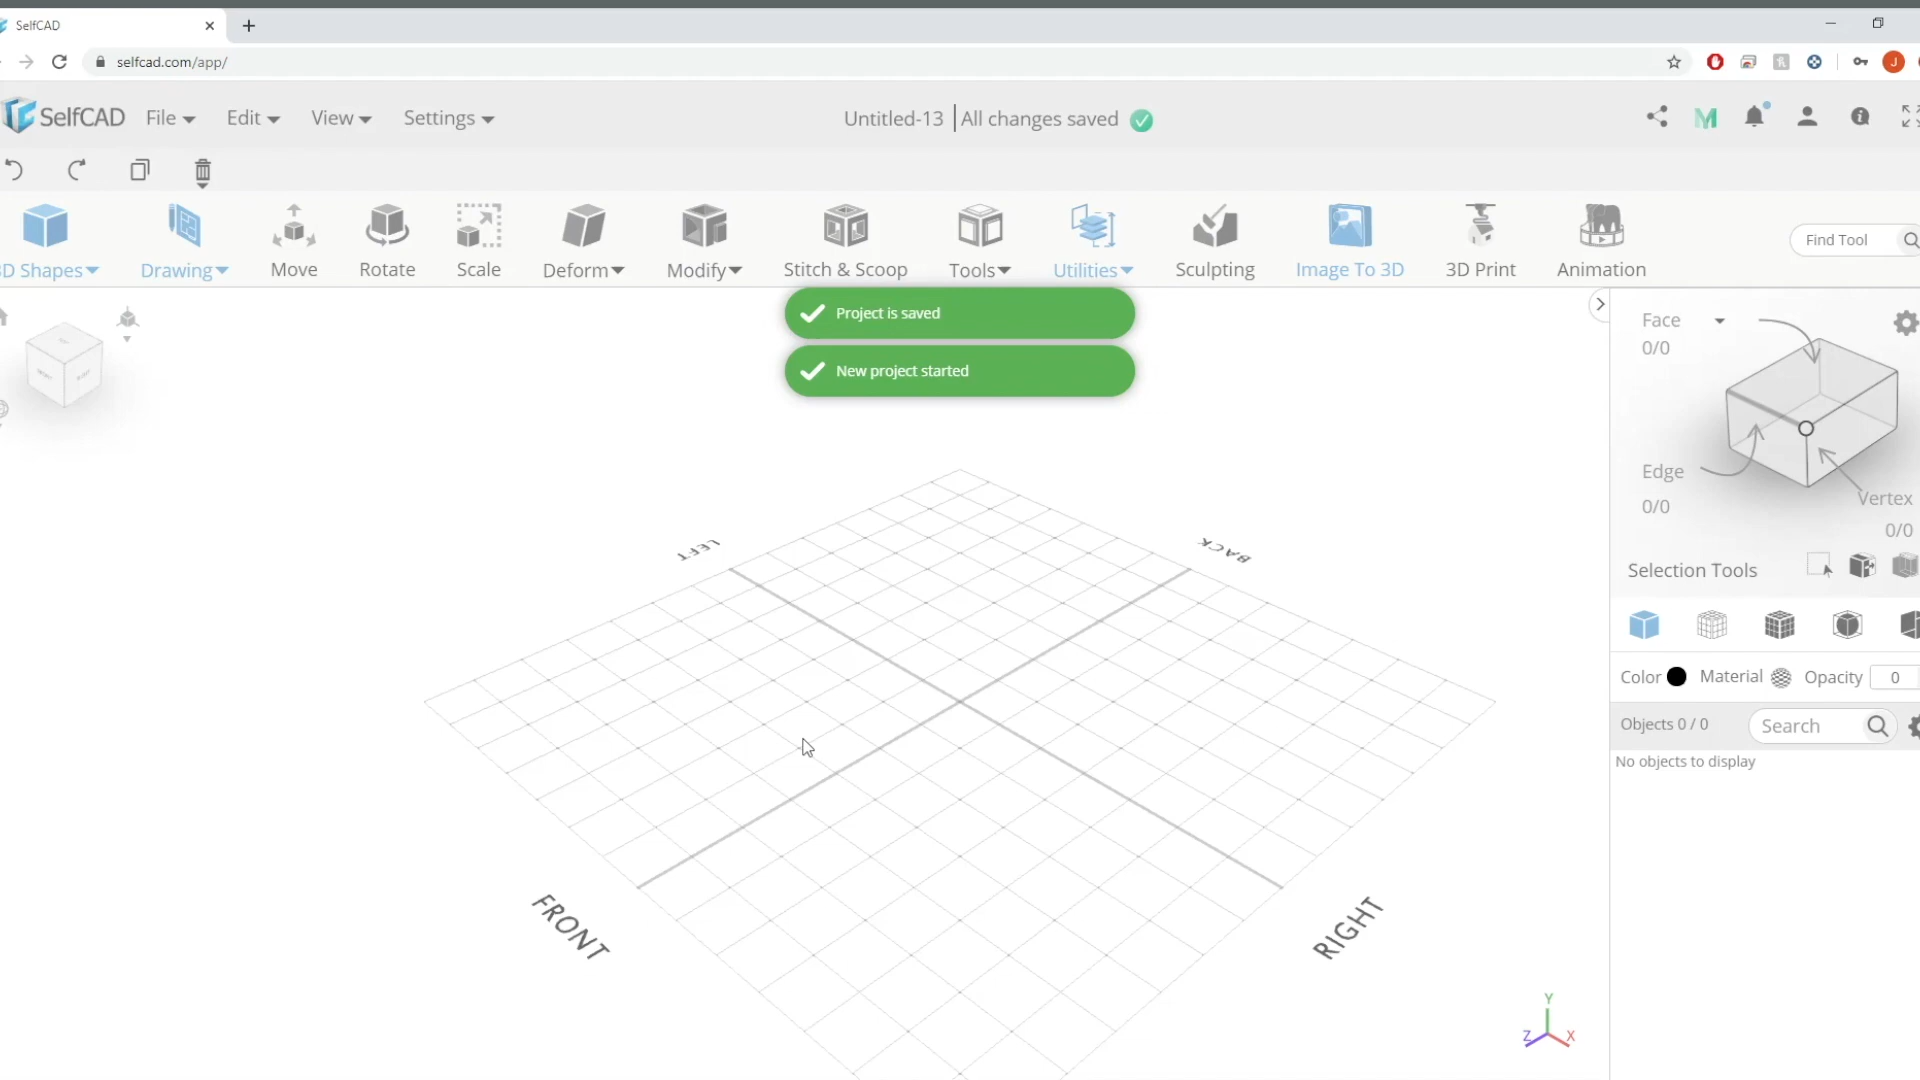 SelfCAD
selfcad.com/app/
SelfCAD File Edit View Settings
Untitled-13 All changes saved
J
D Shapes Drawing Move Rotate Scale Deform Modify Stitch & Scoop Tools Utilities Sculpting Image To 3D 3D Print Animation
Find Tool
Project is saved
New project started
Face
0/0
Edge
0/0
Vertex
0/0
Selection Tools
Color Material Opacity 0
Objects 0 / 0 Search
No objects to display
LEFT
BACK
FRONT
RIGHT
Y
Z
X